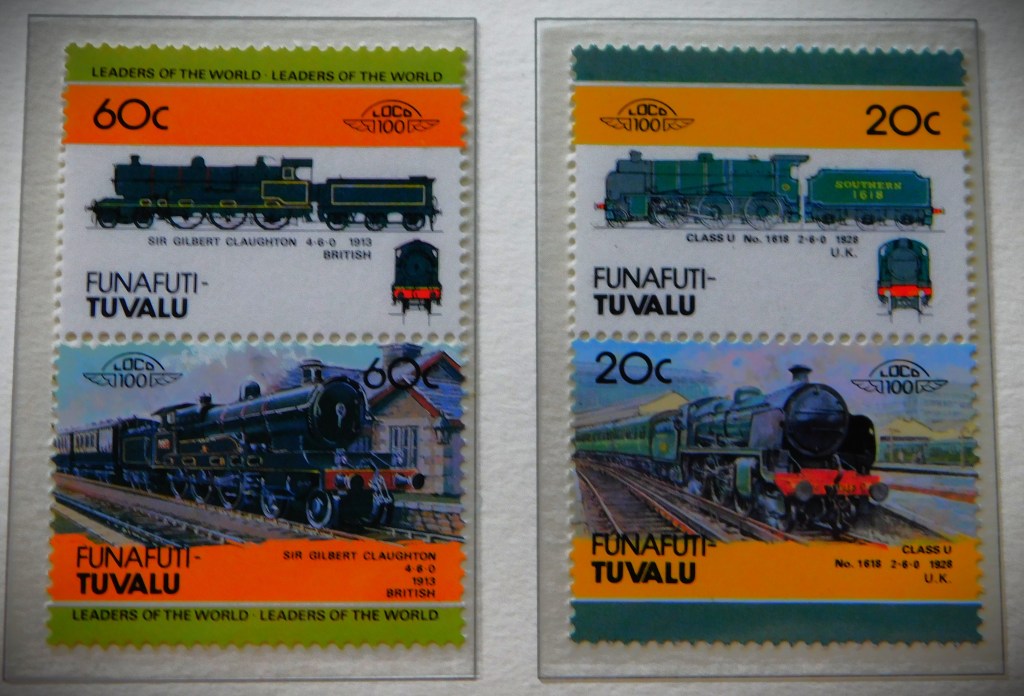 LEADERS OF THE WORLD · LEADERS OF THE WORLD
60c
LOCO
100
SIR GILBERT CLAUGHTON 4-6-0 1913
BRITISH
FUNAFUTI-
TUVALU
LOCO
100
60c
FUNAFUTI-
TUVALU
SIR GILBERT CLAUGHTON
4-6-0
1913
BRITISH
LEADERS OF THE WORLD · LEADERS OF THE WORLD
LOCO
100
20c
SOUTHERN
1618
CLASS U No. 1618 2-6-0 1928
U.K.
FUNAFUTI-
TUVALU
20c
LOCO
100
FUNAFUTI-
TUVALU
CLASS U
No. 1618 2-6-0 1928
U.K.